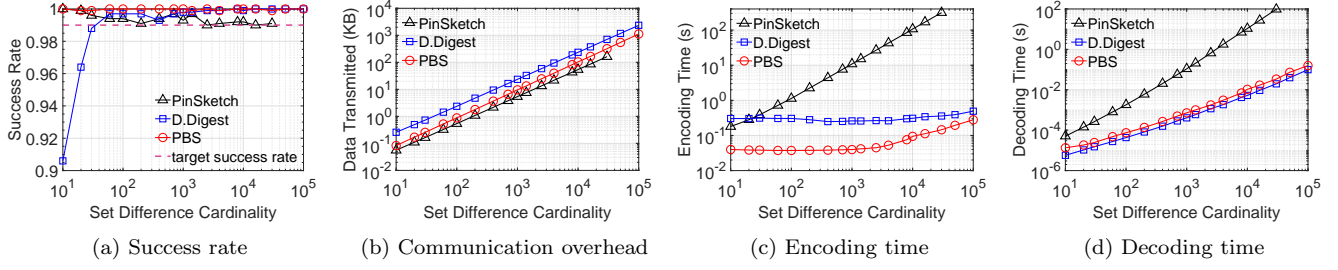 1
0.98
0.96
0.94
0.92
0.9
Success Rate
PinSketch
D.Digest
PBS
target success rate
10^1
10^2
10^3
10^4
10^5
Set Difference Cardinality
(a) Success rate
10^4
10^3
10^2
10^1
10^0
10^-1
10^-2
Data Transmitted (KB)
PinSketch
D.Digest
PBS
10^1
10^2
10^3
10^4
10^5
Set Difference Cardinality
(b) Communication overhead
10^2
10^1
10^0
10^-1
10^-2
Encoding Time (s)
PinSketch
D.Digest
PBS
10^1
10^2
10^3
10^4
10^5
Set Difference Cardinality
(c) Encoding time
10^2
10^0
10^-2
10^-4
10^-6
Decoding Time (s)
PinSketch
D.Digest
PBS
10^1
10^2
10^3
10^4
10^5
Set Difference Cardinality
(d) Decoding time